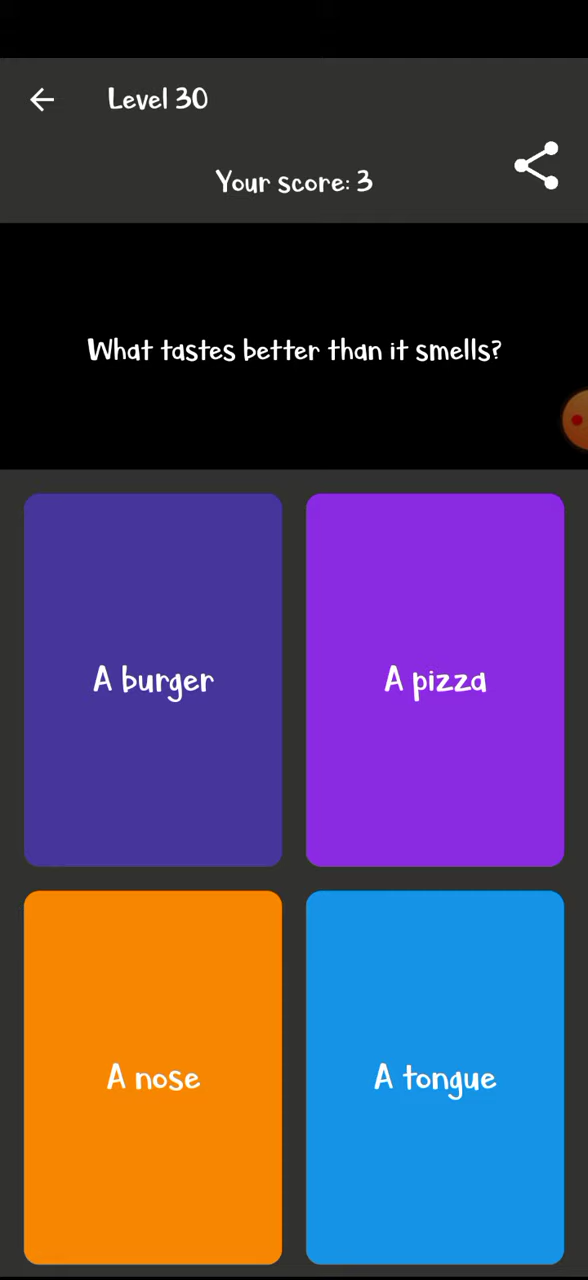 Level 30
Your score: 3
What tastes better than it smells?
A burger
A pizza
A nose
A tongue